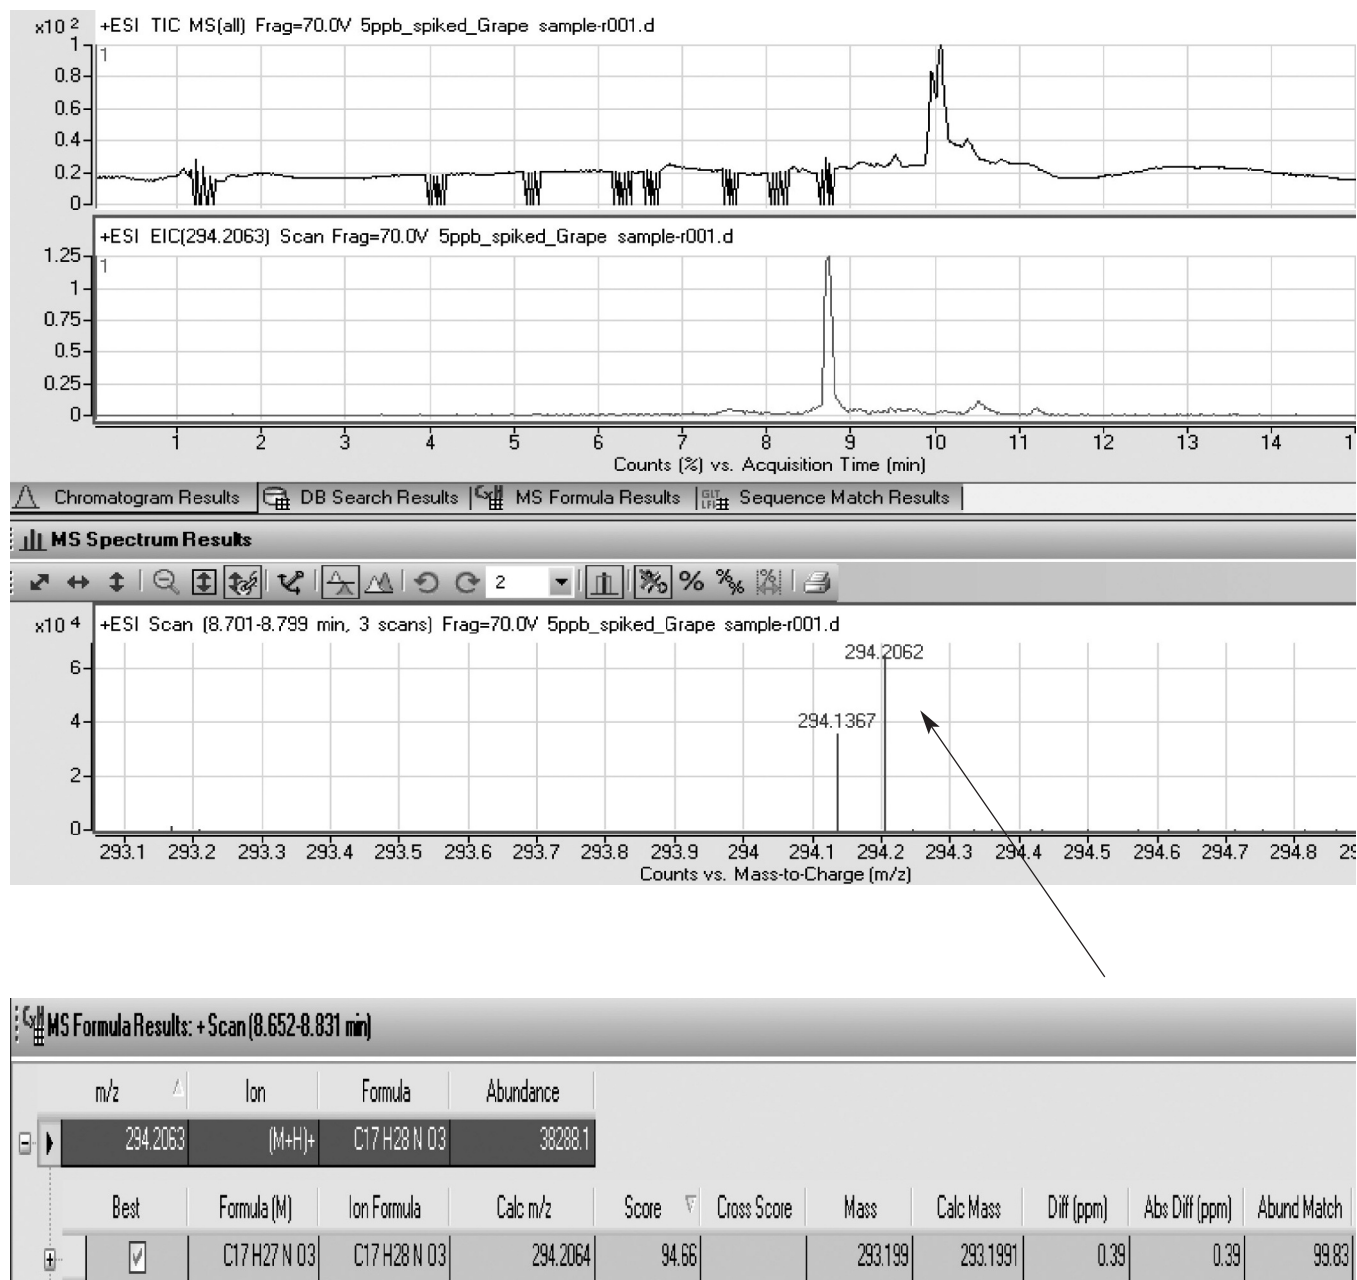 x10 2 +ESI TIC MS(all) Frag=70.0V 5ppb_spiked_Grape sample-r001.d
1
1
0.8
0.6
0.4
0.2
0
+ESI EIC(294.2063) Scan Frag=70.0V 5ppb_spiked_Grape sample-r001.d
1.25
1
1
0.75
0.5
0.25
0
1 2 3 4 5 6 7 8 9 10 11 12 13 14 1
Counts (%) vs. Acquisition Time (min)
Chromatogram Results DB Search Results MS Formula Results Sequence Match Results
MS Spectrum Results
2
x10 4 +ESI Scan (8.701-8.799 min, 3 scans) Frag=70.0V 5ppb_spiked_Grape sample-r001.d
294.2062
6
294.1367
4
2
0
293.1 293.2 293.3 293.4 293.5 293.6 293.7 293.8 293.9 294 294.1 294.2 294.3 294.4 294.5 294.6 294.7 294.8 29
Counts vs. Mass-to-Charge (m/z)
MS Formula Results: + Scan (8.652-8.831 min)
m/z Ion Formula Abundance
294.2063 (M+H)+ C17 H28 N O3 38288.1
Best Formula (M) Ion Formula Calc m/z Score Cross Score Mass Calc Mass Diff (ppm) Abs Diff (ppm) Abund Match
C17 H27 N O3 C17 H28 N O3 294.2064 94.66 293.199 293.1991 0.39 0.39 99.83